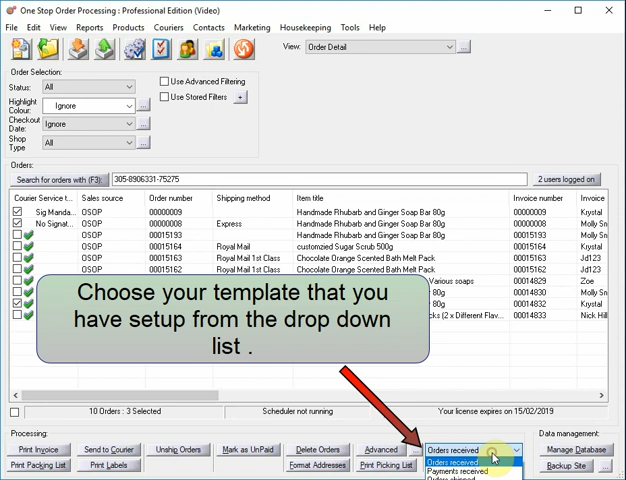 One Stop Order Processing : Professional Edition (Video)
File Edit View Reports Products Couriers Contacts Marketing Housekeeping Tools Help
View: Order Detail ...
Order Selection:
Status: All
Use Advanced Filtering
Highlight Colour: Ignore ...
Use Stored Filters +
Checkout Date: Ignore ...
Shop Type All ...
Orders:
Search for orders with (F3): 305-8906331-75275 2 users logged on
Courier Service t... Sales source Order number Shipping method Item title Invoice number Invoice
Sig Manda... OSOP 00000009 Handmade Rhubarb and Ginger Soap Bar 80g 00000009 Krystal
No Signat... OSOP 00000008 Express Handmade Rhubarb and Ginger Soap Bar 80g 00000008 Molly Sn
OSOP 00015193 Handmade Rhubarb and Ginger Soap Bar 80g 00015193 Molly Sn
OSOP 00015164 Royal Mail customzied Sugar Scrub 500g 00015164 Jd123
OSOP 00015163 Royal Mail 1st Class Chocolate Orange Scented Bath Melt Pack 00015163 Jd123
OSOP 00015162 Royal Mail 1st Class Chocolate Orange Scented Bath Melt Pack 00015162 Jd123
Various soaps 00014829 Zoe
80g 00014830 Molly Sn
80g 00014832 Krystal
cks (2 x Different Flav... 00014833 Nick Hill
Choose your template that you
have setup from the drop down
list .
10 Orders : 3 Selected Scheduler not running Your license expires on 15/02/2019
Processing: Data management:
Print Invoice Send to Courier Unship Orders Mark as UnPaid Delete Orders Advanced ... Orders received Manage Database
Print Packing List Print Labels Format Addresses Print Picking List Orders received Backup Site ...
Payments received
Orders shipped